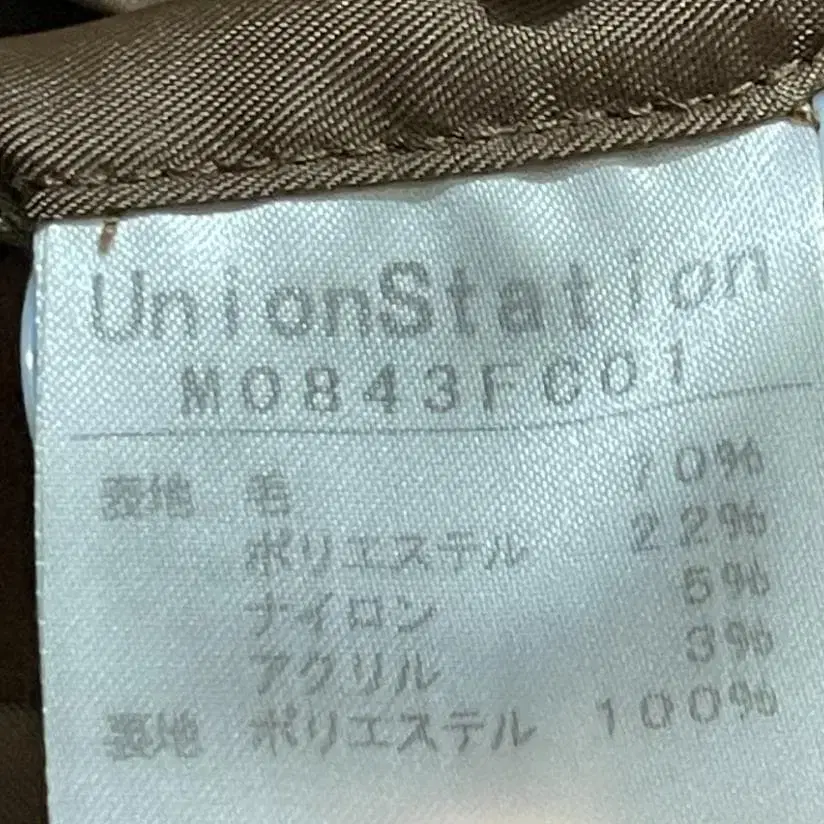 UnionStation
M0843FC01
表地 毛 70%
ポリエステル 22%
ナイロン 5%
アクリル 3%
裏地 ポリエステル 100%